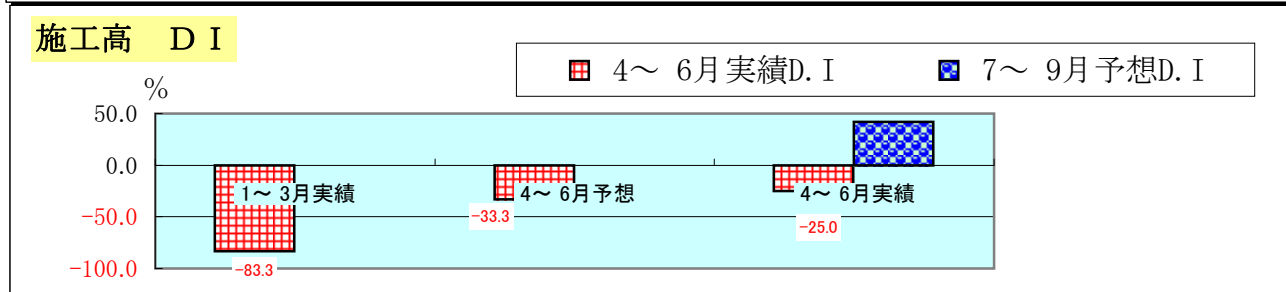 施工高　ＤＩ
4～ 6月実績D.I
7～ 9月予想D.I
%
50.0
0.0
-50.0
-100.0
1～ 3月実績
4～ 6月予想
4～ 6月実績
-83.3
-33.3
-25.0